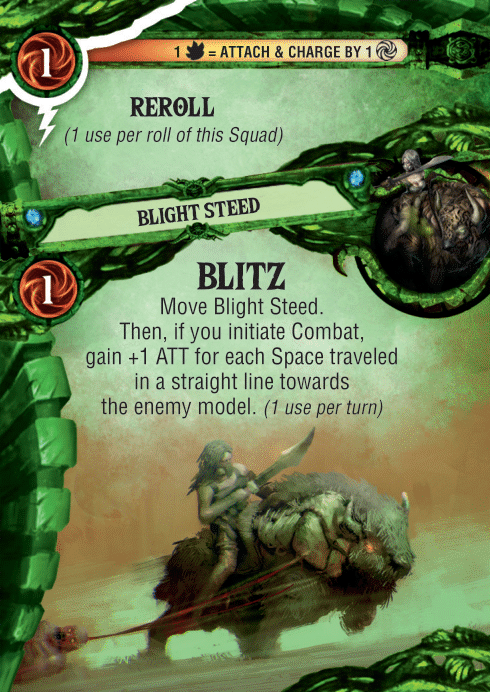 1
1 = ATTACH & CHARGE BY 1
REROLL
(1 use per roll of this Squad)
BLIGHT STEED
1
BLITZ
Move Blight Steed.
Then, if you initiate Combat,
gain +1 ATT for each Space traveled
in a straight line towards
the enemy model. (1 use per turn)